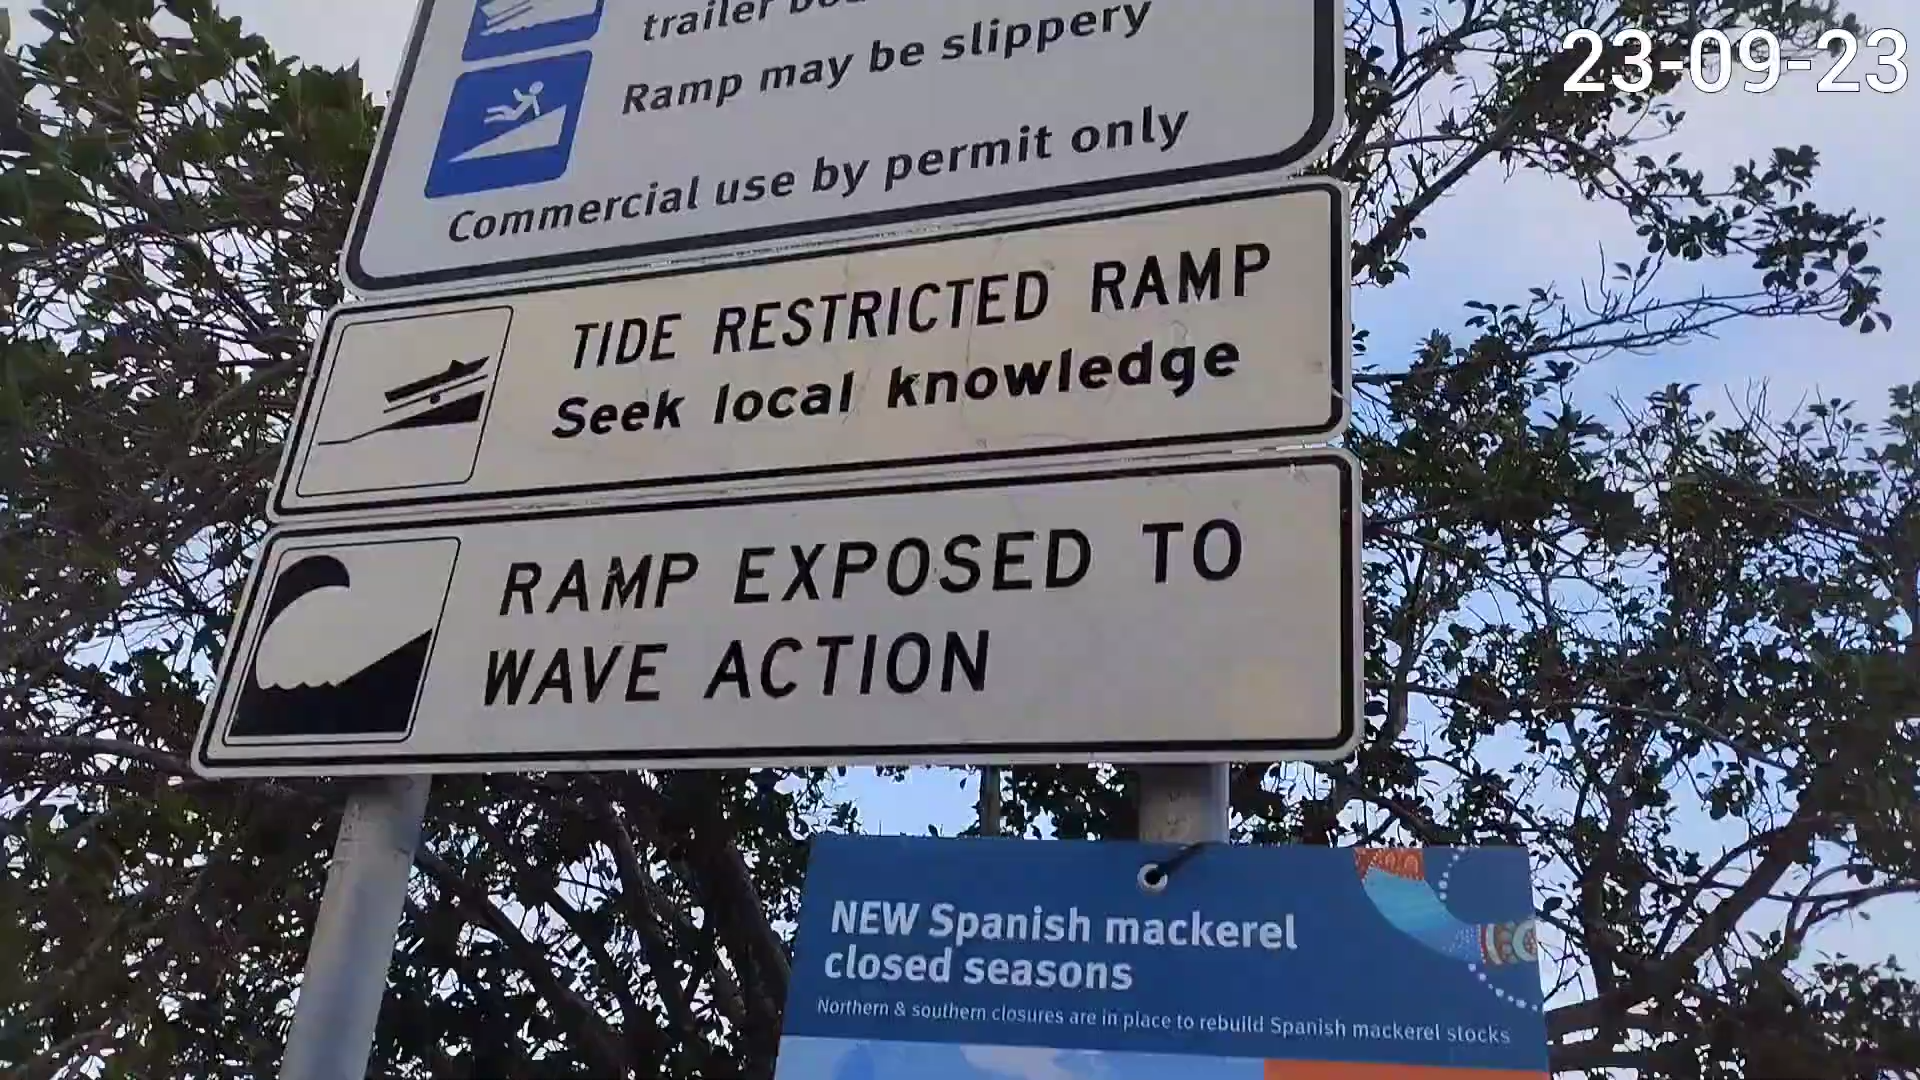 23-09-23
trailer
Ramp may be slippery
Commercial use by permit only
TIDE RESTRICTED RAMP
Seek local knowledge
RAMP EXPOSED TO
WAVE ACTION
NEW Spanish mackerel
closed seasons
Northern & southern closures are in place to rebuild Spanish mackerel stocks